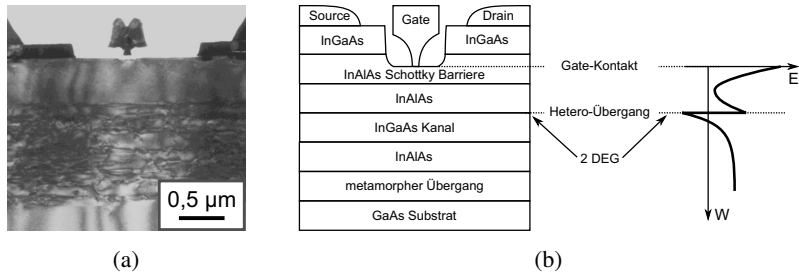 0,5 µm
(a)
Source
Gate
Drain
InGaAs
InGaAs
InAlAs Schottky Barriere
InAlAs
InGaAs Kanal
InAlAs
metamorpher Übergang
GaAs Substrat
Gate-Kontakt
Hetero-Übergang
2 DEG
E
W
(b)